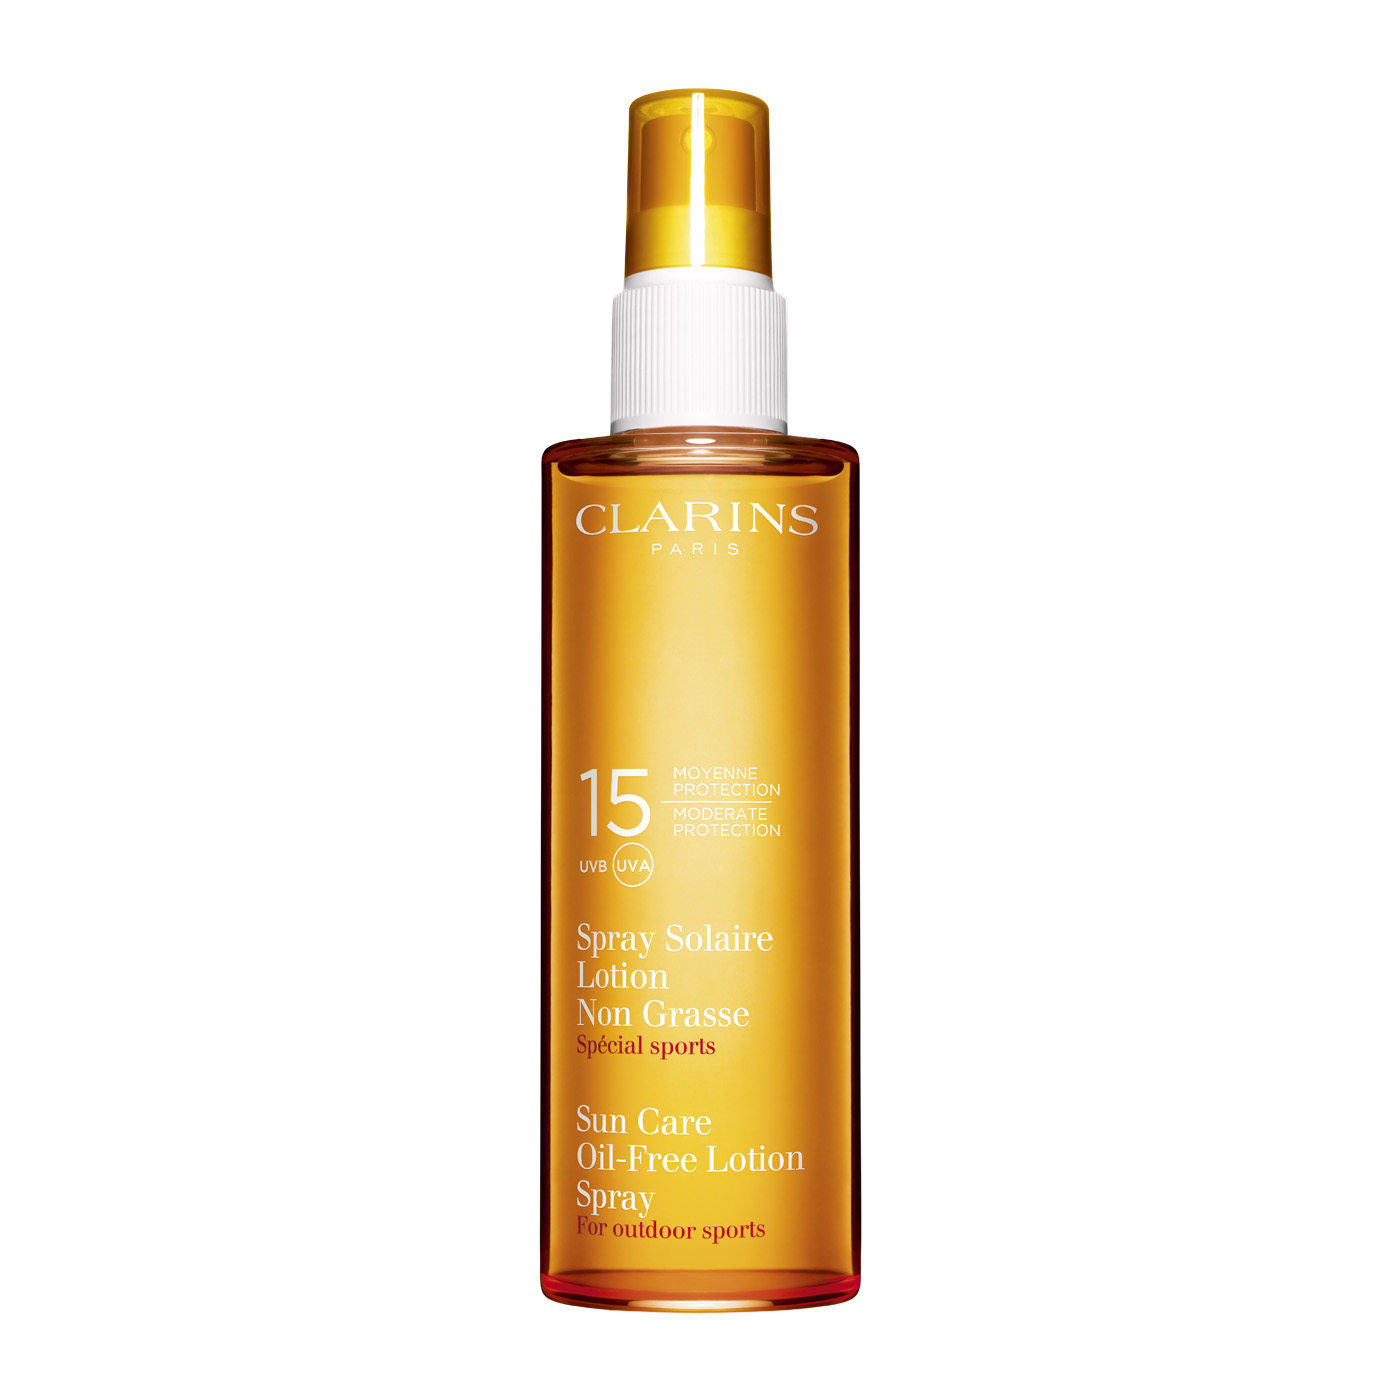 CLARINS
PARIS
15
MOYENNE
PROTECTION
MODERATE
PROTECTION
UVB UVA
Spray Solaire
Lotion
Non Grasse
Spécial sports
Sun Care
Oil-Free Lotion
Spray
For outdoor sports